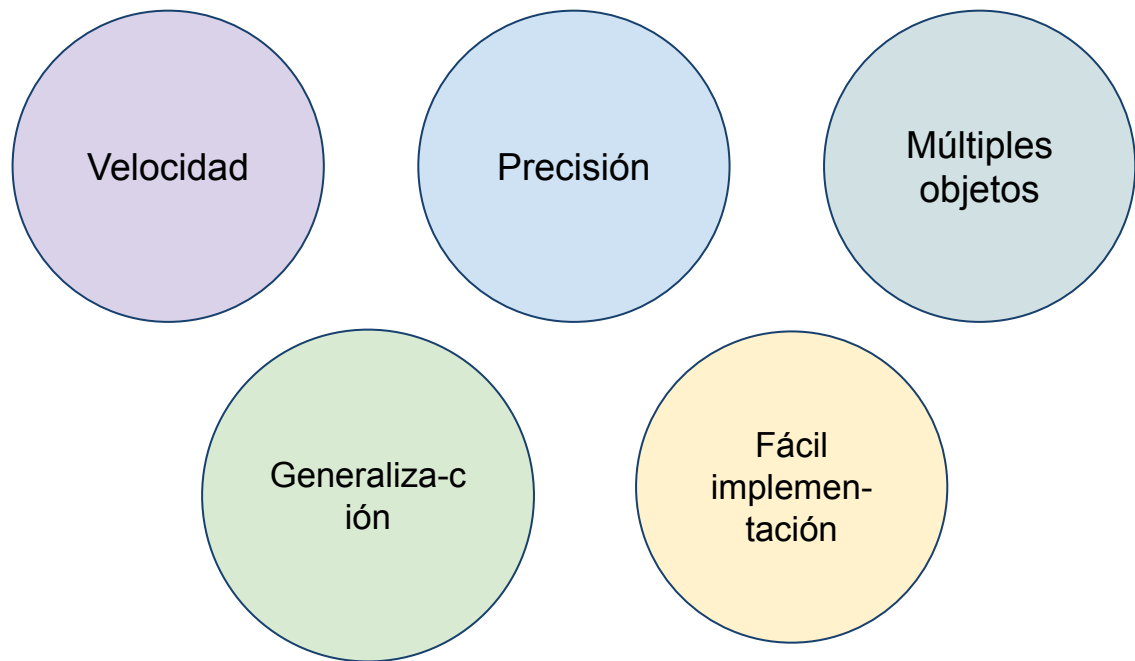 Velocidad
Precisión
Múltiples
objetos
Generaliza-c
ión
Fácil
implemen-
tación